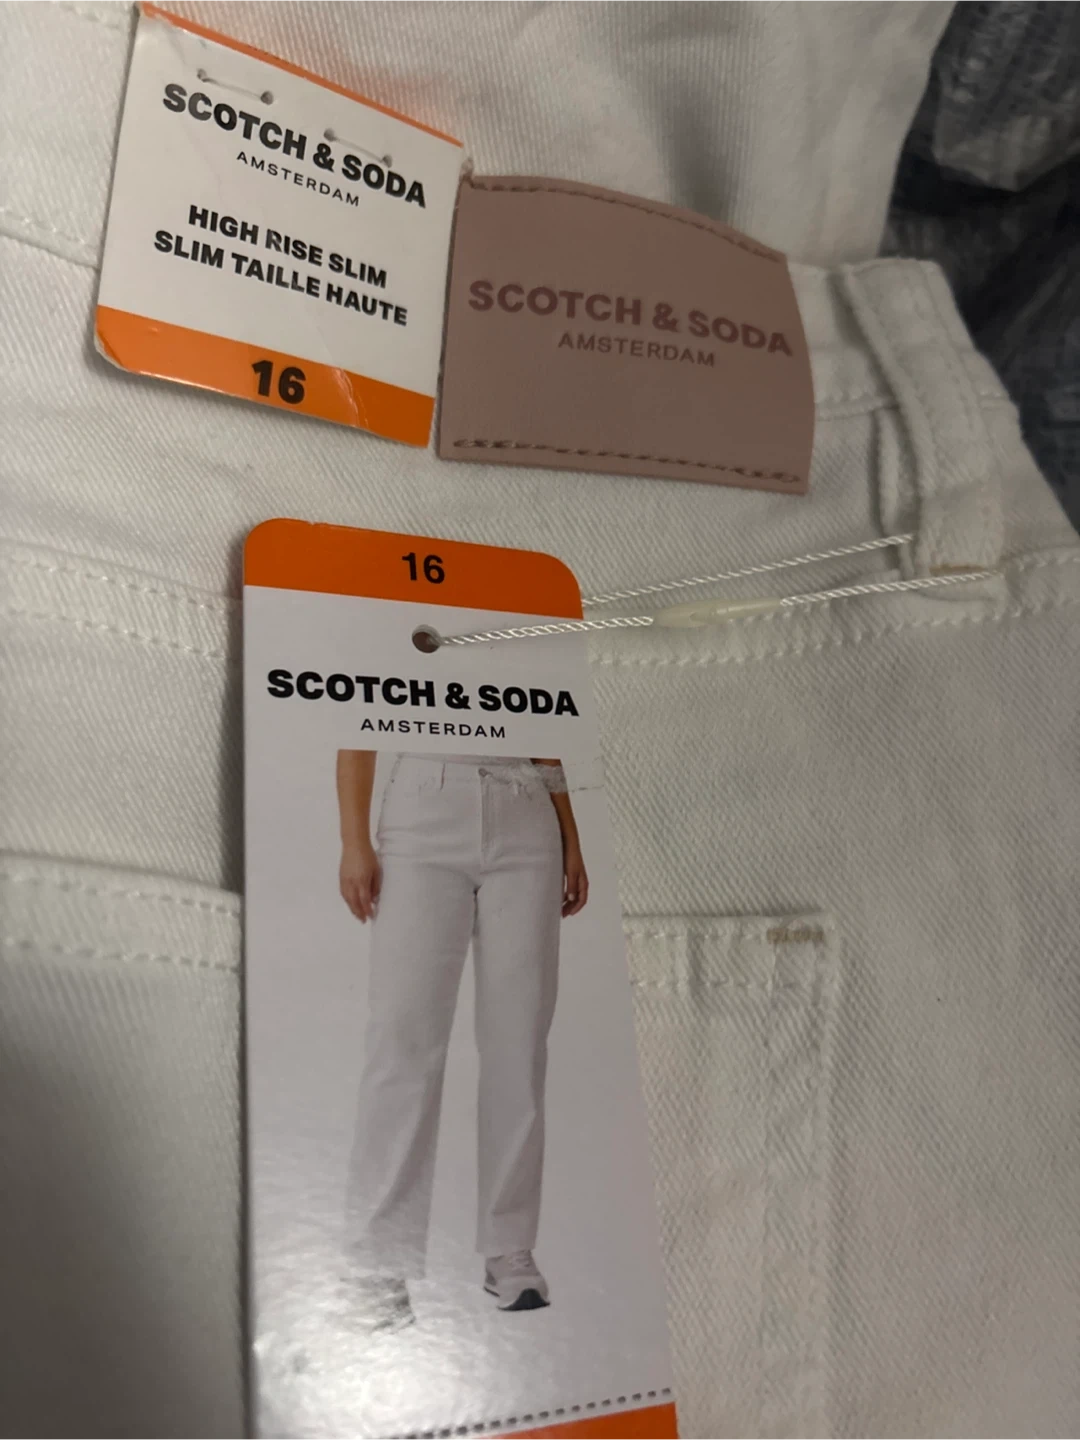 SCOTCH & SODA
AMSTERDAM
HIGH RISE SLIM
SLIM TAILLE HAUTE
16
SCOTCH & SODA
AMSTERDAM
16
SCOTCH & SODA
AMSTERDAM